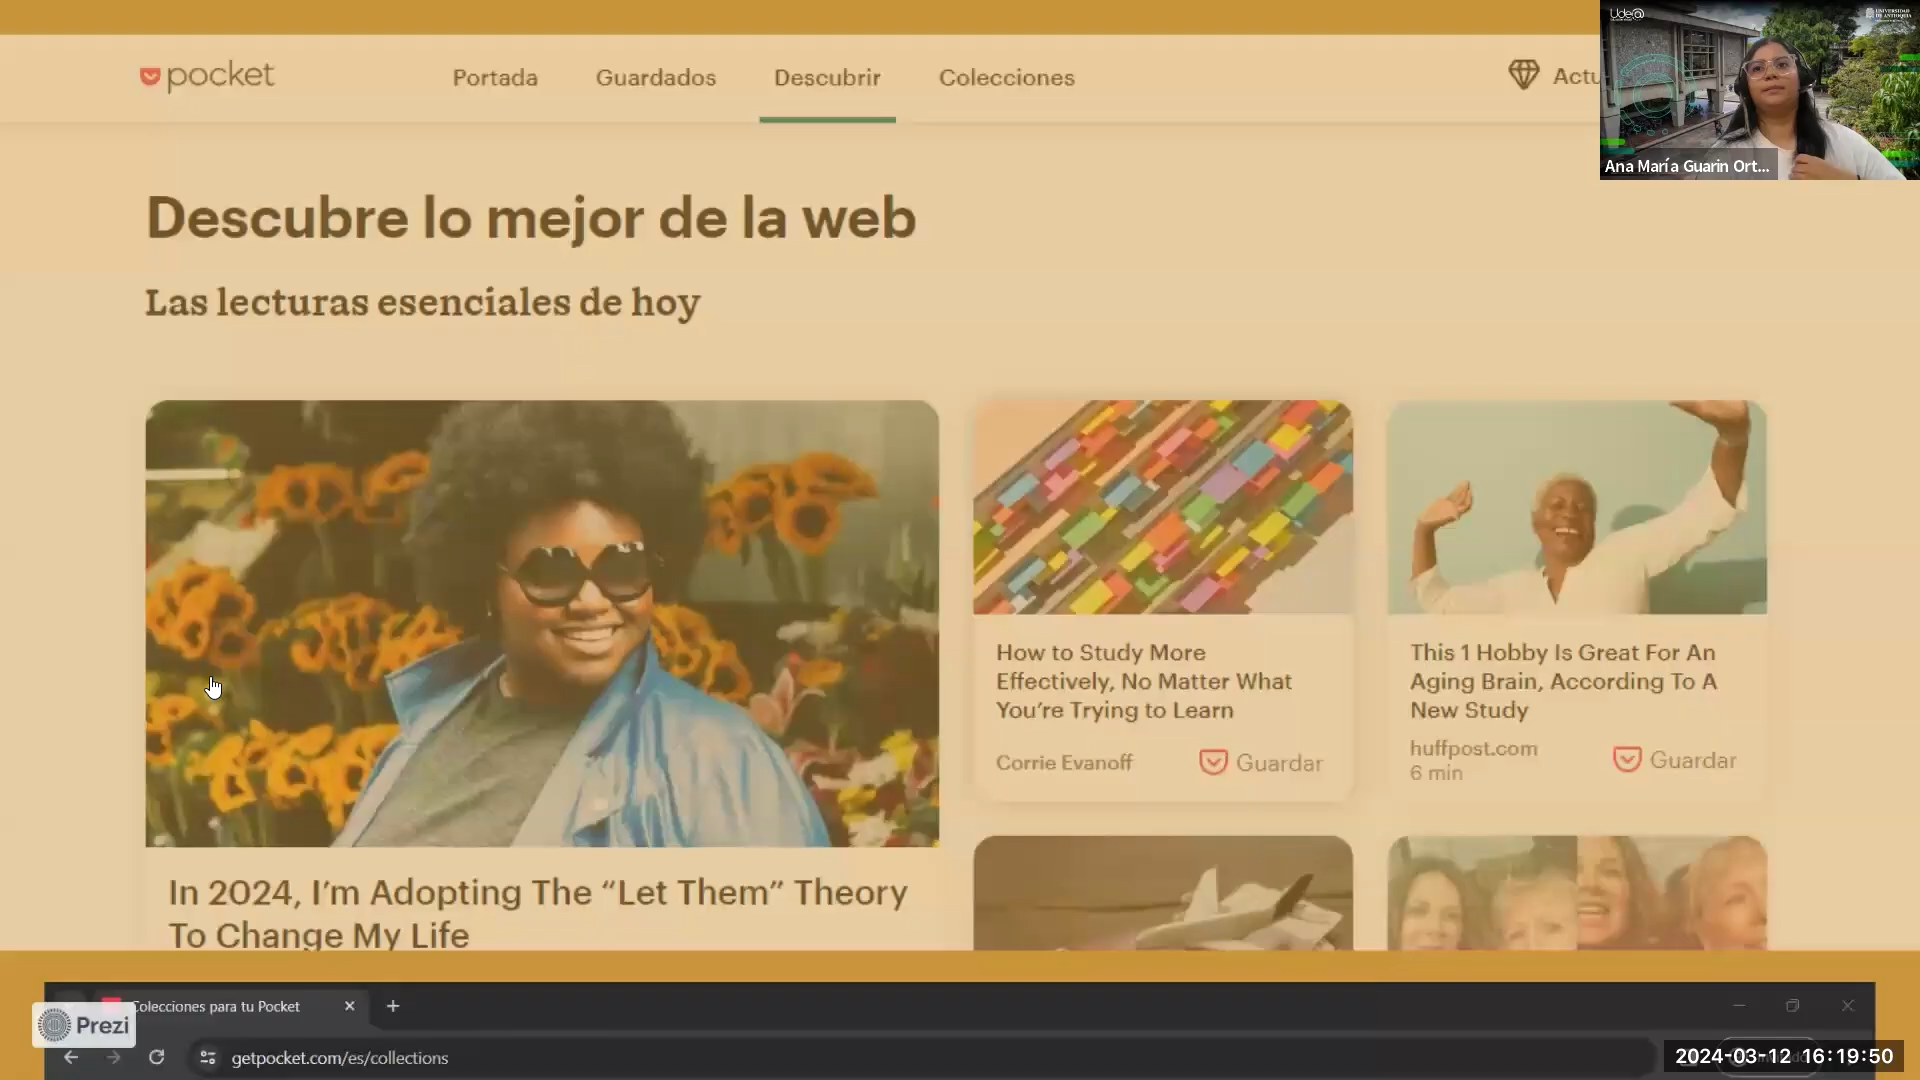 pocket
Portada
Guardados
Descubrir
Colecciones
Actu
Ude@
UNIVERSIDAD
DE ANTIOQUIA
Ana María Guarin Ort...
Descubre lo mejor de la web
Las lecturas esenciales de hoy
How to Study More
Effectively, No Matter What
You're Trying to Learn
Corrie Evanoff
Guardar
This 1 Hobby Is Great For An
Aging Brain, According To A
New Study
huffpost.com
6 min
Guardar
In 2024, I'm Adopting The “Let Them” Theory
To Change My Life
Colecciones para tu Pocket
Prezi
getpocket.com/es/collections
2024-03-12 16:19:50